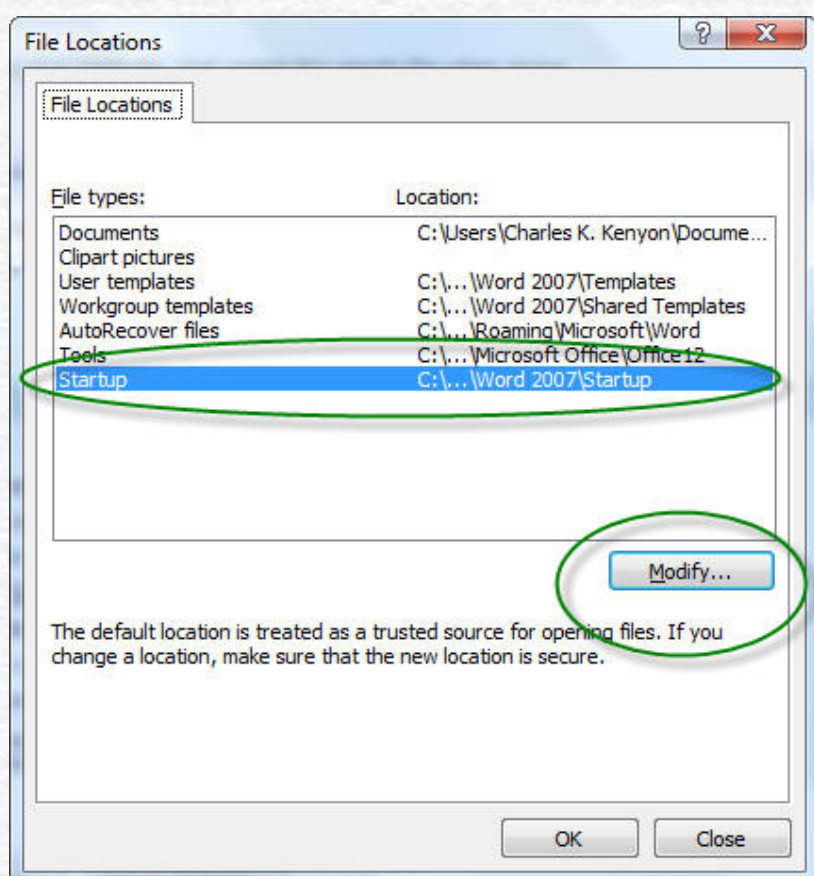 File Locations
File Locations
File types: Location:
Documents C:\Users\Charles K. Kenyon\Docume...
Clipart pictures
User templates C:\...\Word 2007\Templates
Workgroup templates C:\...\Word 2007\Shared Templates
AutoRecover files C:\...\Roaming\Microsoft\Word
Tools C:\...\Microsoft Office\Office12
Startup C:\...\Word 2007\Startup
Modify...
The default location is treated as a trusted source for opening files. If you
change a location, make sure that the new location is secure.
OK Close